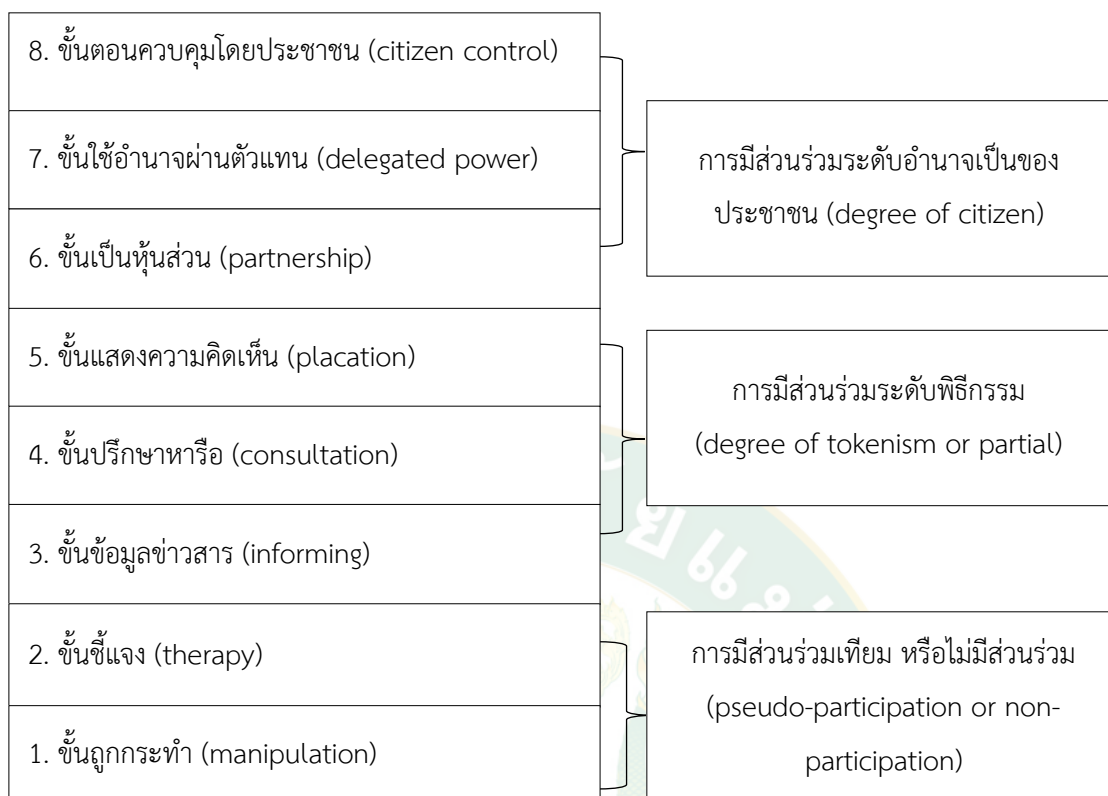 8. ขั้นตอนควบคุมโดยประชาชน (citizen control)
7. ขั้นใช้อำนาจผ่านตัวแทน (delegated power)
6. ขั้นเป็นหุ้นส่วน (partnership)
การมีส่วนร่วมระดับอำนาจเป็นของ
ประชาชน (degree of citizen)
5. ขั้นแสดงความคิดเห็น (placation)
4. ขั้นปรึกษาหารือ (consultation)
3. ขั้นข้อมูลข่าวสาร (informing)
การมีส่วนร่วมระดับพิธีกรรม
(degree of tokenism or partial)
2. ขั้นชี้แจง (therapy)
1. ขั้นถูกกระทำ (manipulation)
การมีส่วนร่วมเทียม หรือไม่มีส่วนร่วม
(pseudo-participation or non-
participation)